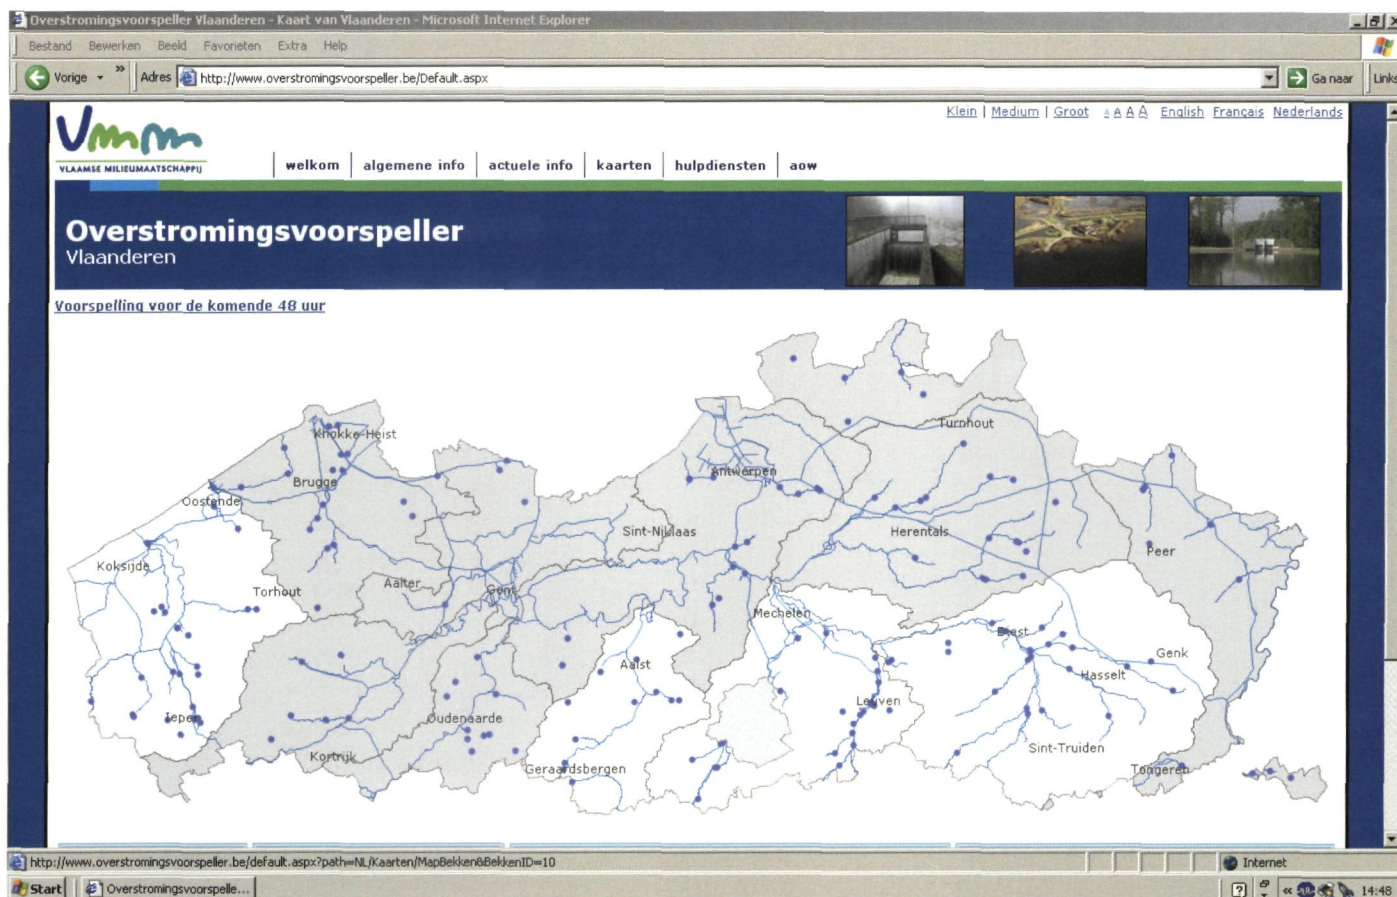 Overstromingsvoorspeller Vlaanderen - Kaart van Vlaanderen - Microsoft Internet Explorer
Bestand Bewerken Beeld Favorieten Extra Help
Vorige » Adres http://www.overstromingsvoorspeller.be/Default.aspx Ga naar Links
Klein | Medium | Groot A A A A English Français Nederlands
Vmm
VLAAMSE MILIEUMAATSCHAPPIJ
welkom algemene info actuele info kaarten hulpdiensten aow
Overstromingsvoorspeller
Vlaanderen
Voorspelling voor de komende 48 uur
Turnhout
Knokke-Heist
Antwerpen
Brugge
Oostende
Sint-Niklaas
Herentals
Peer
Koksijde
Aalter
Torhout
Gent
Mechelen
Diest
Genk
Aalst
Hasselt
Leuven
Ieper
Oudenaarde
Sint-Truiden
Kortrijk
Geraardsbergen
Tongeren
http://www.overstromingsvoorspeller.be/default.aspx?path=NL/Kaarten/MapBekken&BekkenID=10 Internet
Start Overstromingsvoorspelle... ? « 14:48